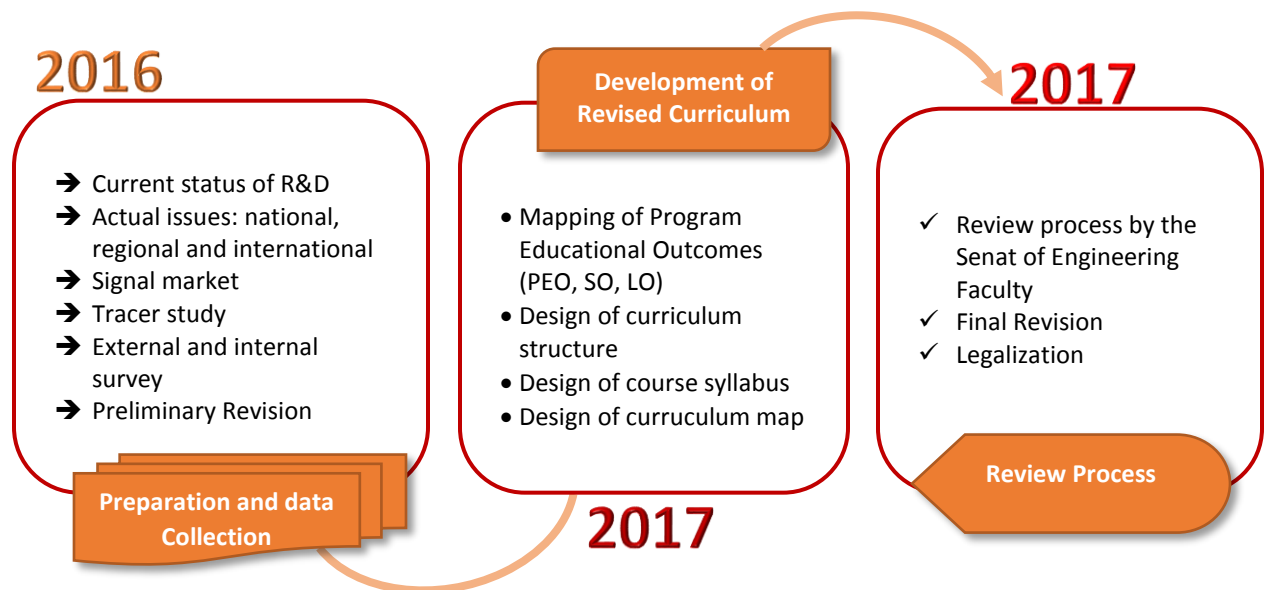 2016
➔ Current status of R&D
➔ Actual issues: national,
regional and international
➔ Signal market
➔ Tracer study
➔ External and internal
survey
➔ Preliminary Revision
Preparation and data
Collection
Development of
Revised Curriculum
• Mapping of Program
Educational Outcomes
(PEO, SO, LO)
• Design of curriculum
structure
• Design of course syllabus
• Design of curruculum map
2017
2017
✓ Review process by the
Senat of Engineering
Faculty
✓ Final Revision
✓ Legalization
Review Process